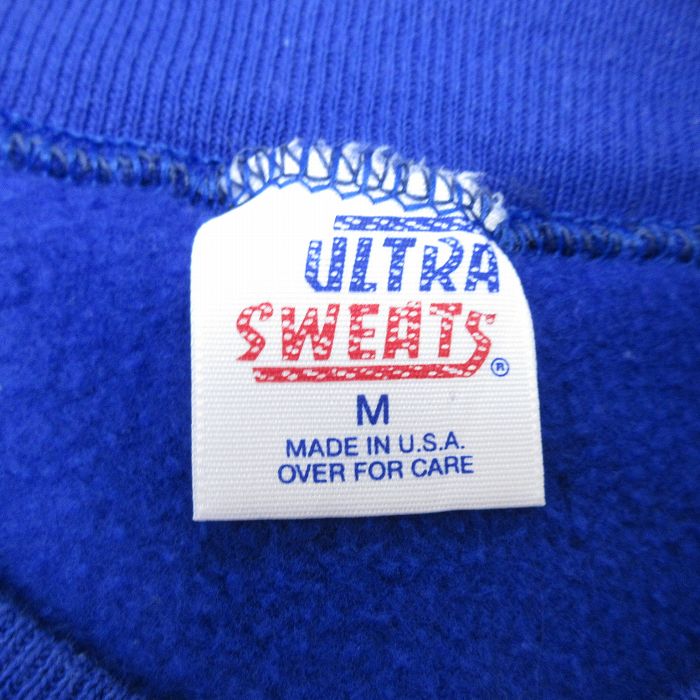 ULTRA
SWEATS®
M
MADE IN U.S.A.
OVER FOR CARE